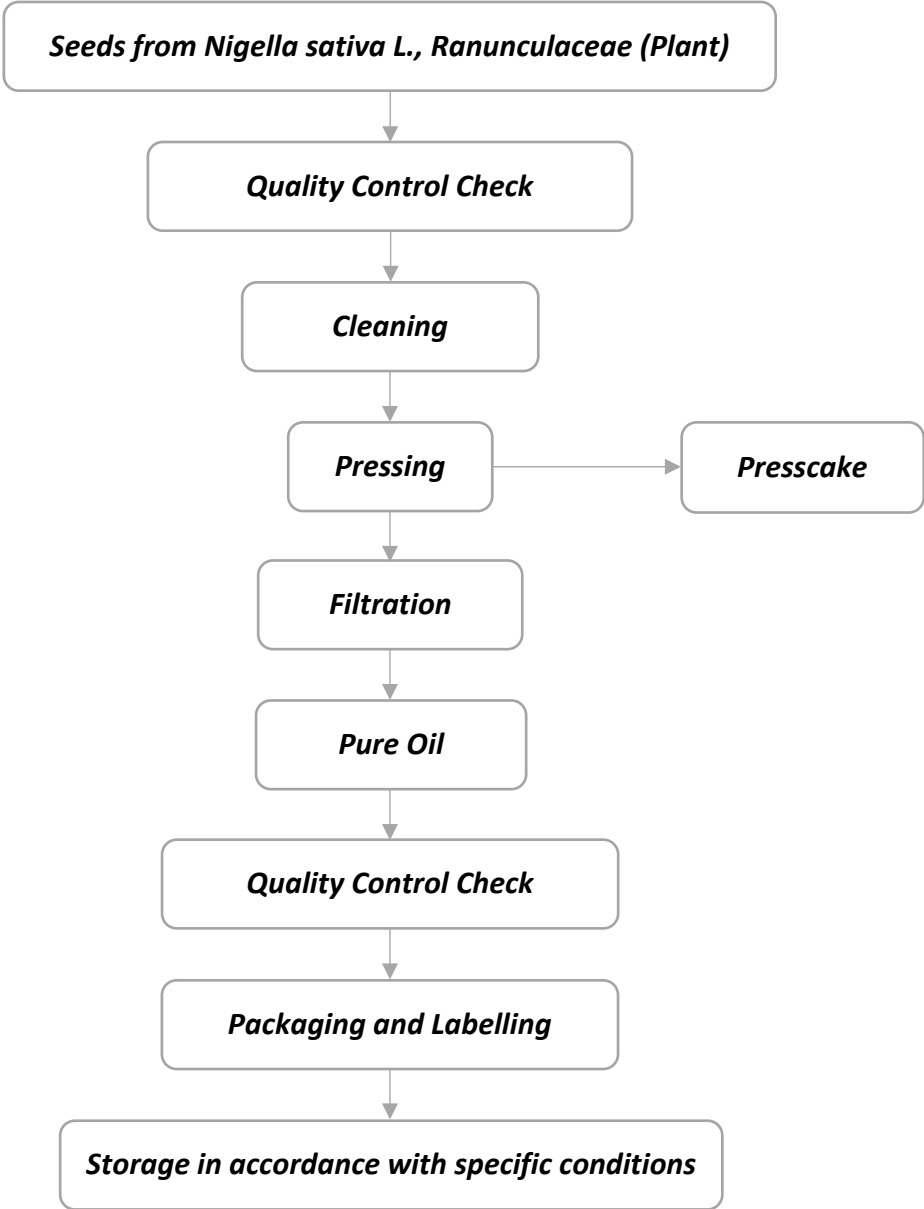 Seeds from Nigella sativa L., Ranunculaceae (Plant)
Quality Control Check
Cleaning
Pressing
Presscake
Filtration
Pure Oil
Quality Control Check
Packaging and Labelling
Storage in accordance with specific conditions